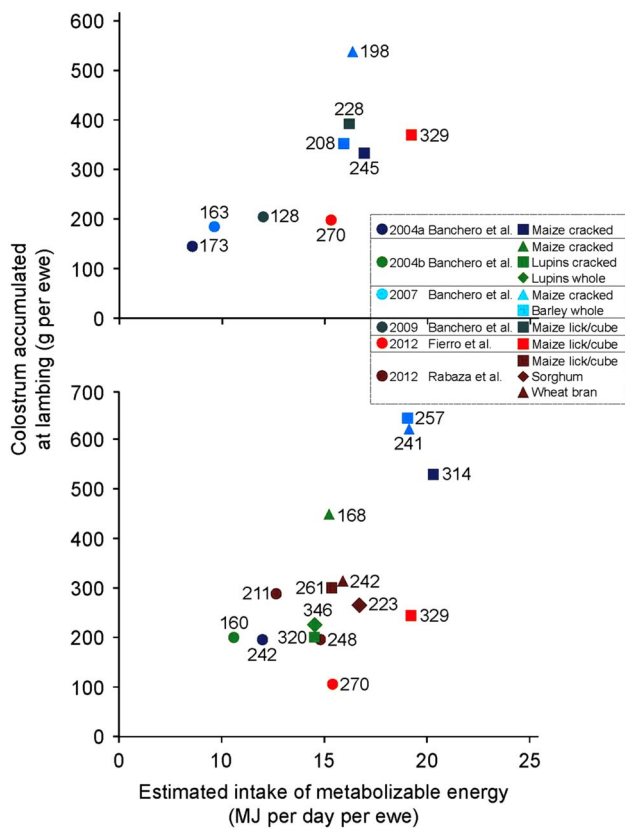 600
500
400
300
200
100
0
198
228
208
245
329
163
128
173
270
2004a Banchero et al. Maize cracked
Maize cracked
2004b Banchero et al. Lupins cracked
Lupins whole
2007 Banchero et al. Maize cracked
Barley whole
2009 Banchero et al. Maize lick/cube
2012 Fierro et al. Maize lick/cube
Maize lick/cube
2012 Rabaza et al. Sorghum
Wheat bran
Colostrum accumulated
at lambing (g per ewe)
700
600
500
400
300
200
100
0
257
241
314
168
211
261
242
223
346
329
160
242
320
248
270
0
10
15
20
25
Estimated intake of metabolizable energy
(MJ per day per ewe)